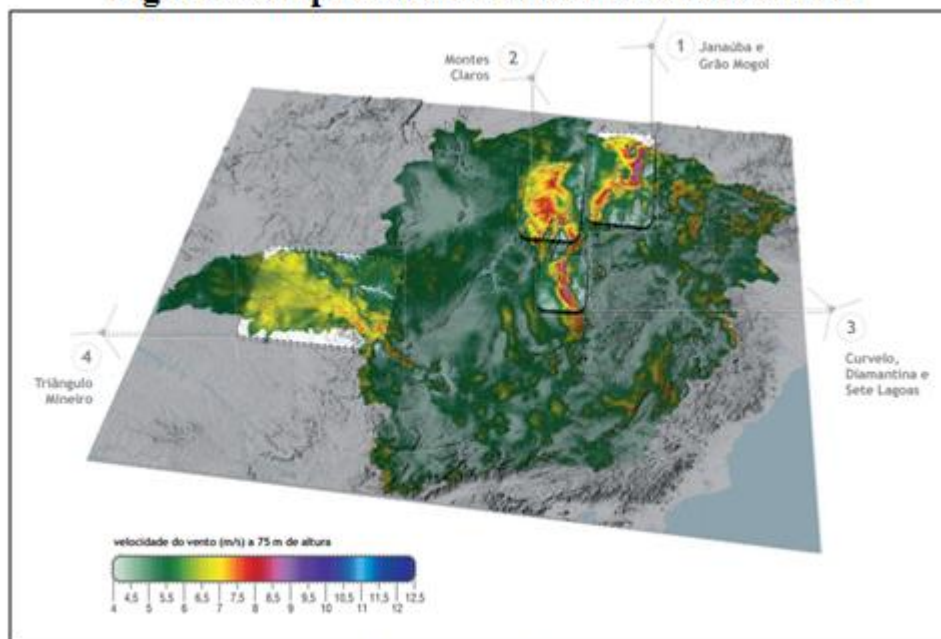 1
Janaúba e
Grão Mogol
Montes
Claros
2
3
Curvelo,
Diamantina e
Sete Lagoas
4
Triângulo
Mineiro
velocidade do vento (m/s) a 75 m de altura
4,5 5,5 6,5 7,5 8,5 9,5 10,5 11,5 12,5
4 5 6 7 8 9 10 11 12